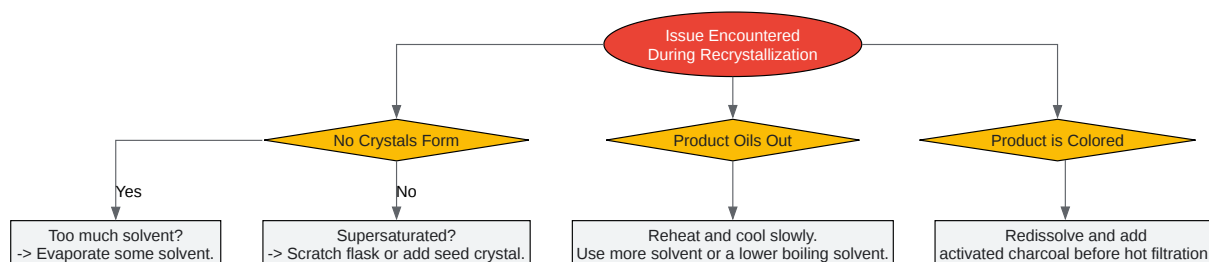 Issue Encountered
During Recrystallization
No Crystals Form
Product Oils Out
Product is Colored
Yes
No
Too much solvent?
-> Evaporate some solvent.
Supersaturated?
-> Scratch flask or add seed crystal.
Reheat and cool slowly.
Use more solvent or a lower boiling solvent.
Redissolve and add
activated charcoal before hot filtration